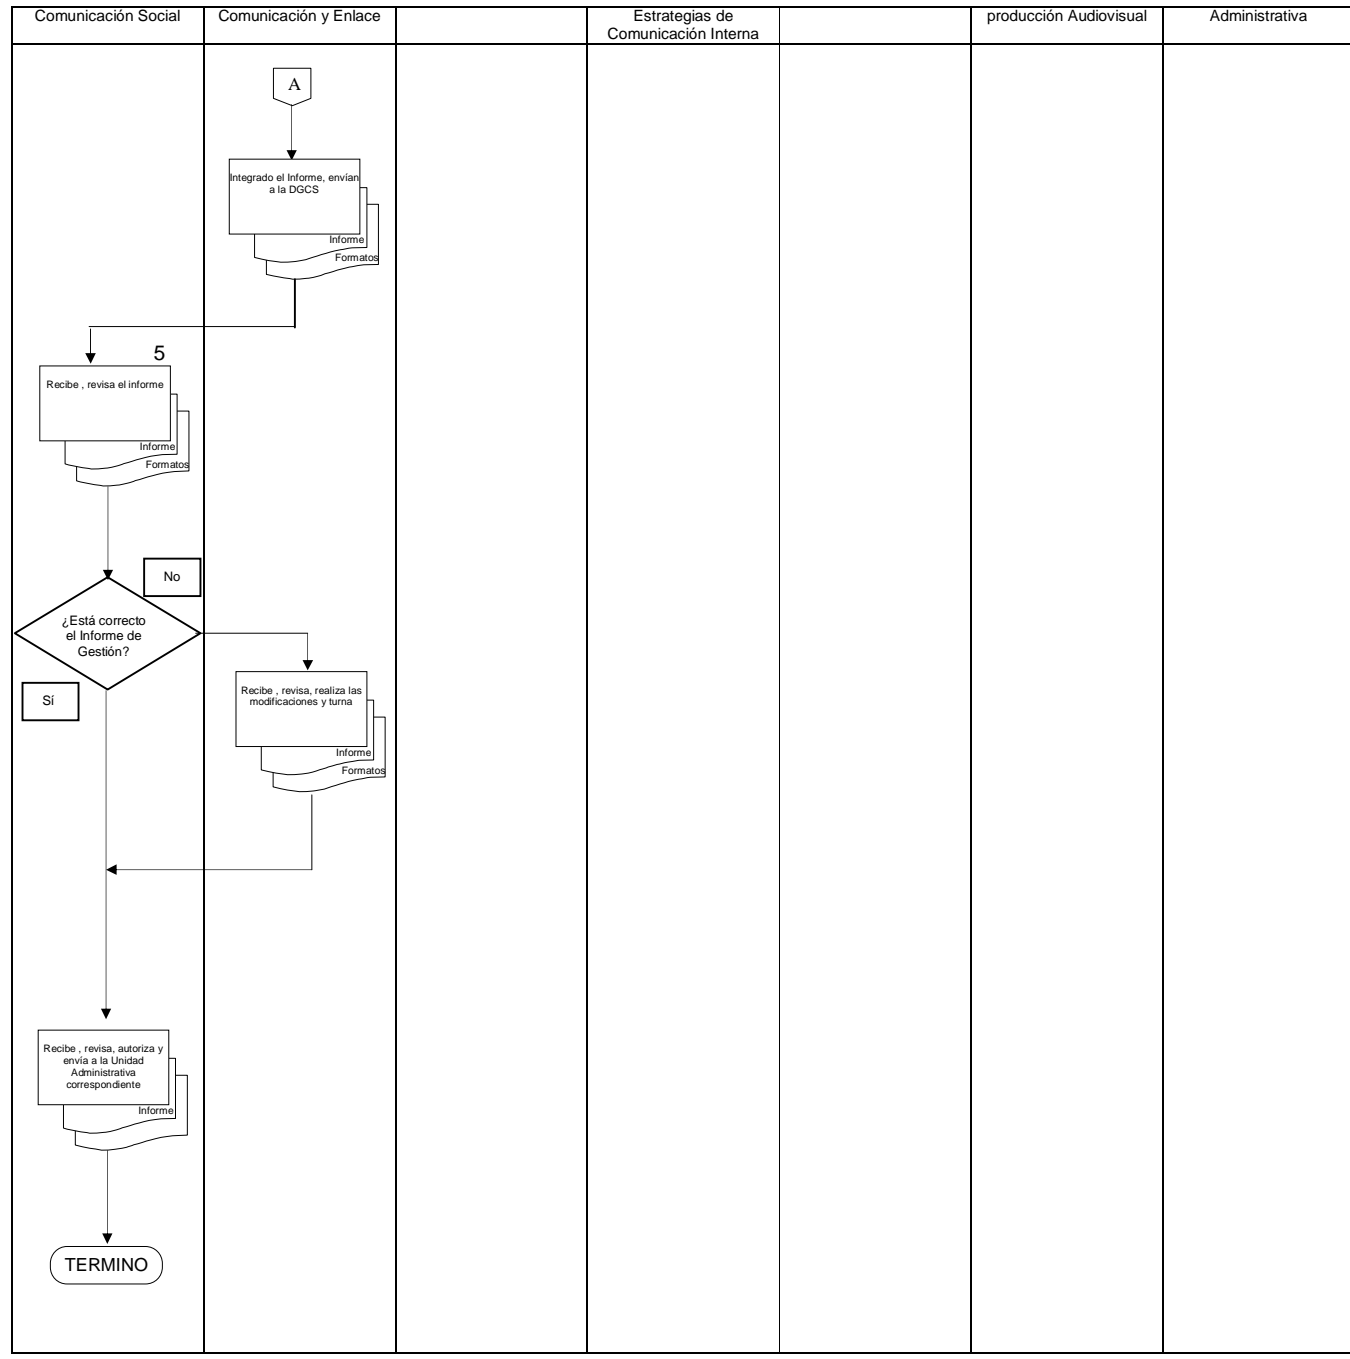 Comunicación Social
Comunicación y Enlace
Estrategias de
Comunicación Interna
producción Audiovisual
Administrativa
A
Integrado el Informe, envían
a la DGCS
Informe
Formatos
5
Recibe , revisa el informe
Informe
Formatos
No
¿Está correcto
el Informe de
Gestión?
Sí
Recibe , revisa, realiza las
modificaciones y turna
Informe
Formatos
Recibe , revisa, autoriza y
envía a la Unidad
Administrativa
correspondiente
Informe
TERMINO